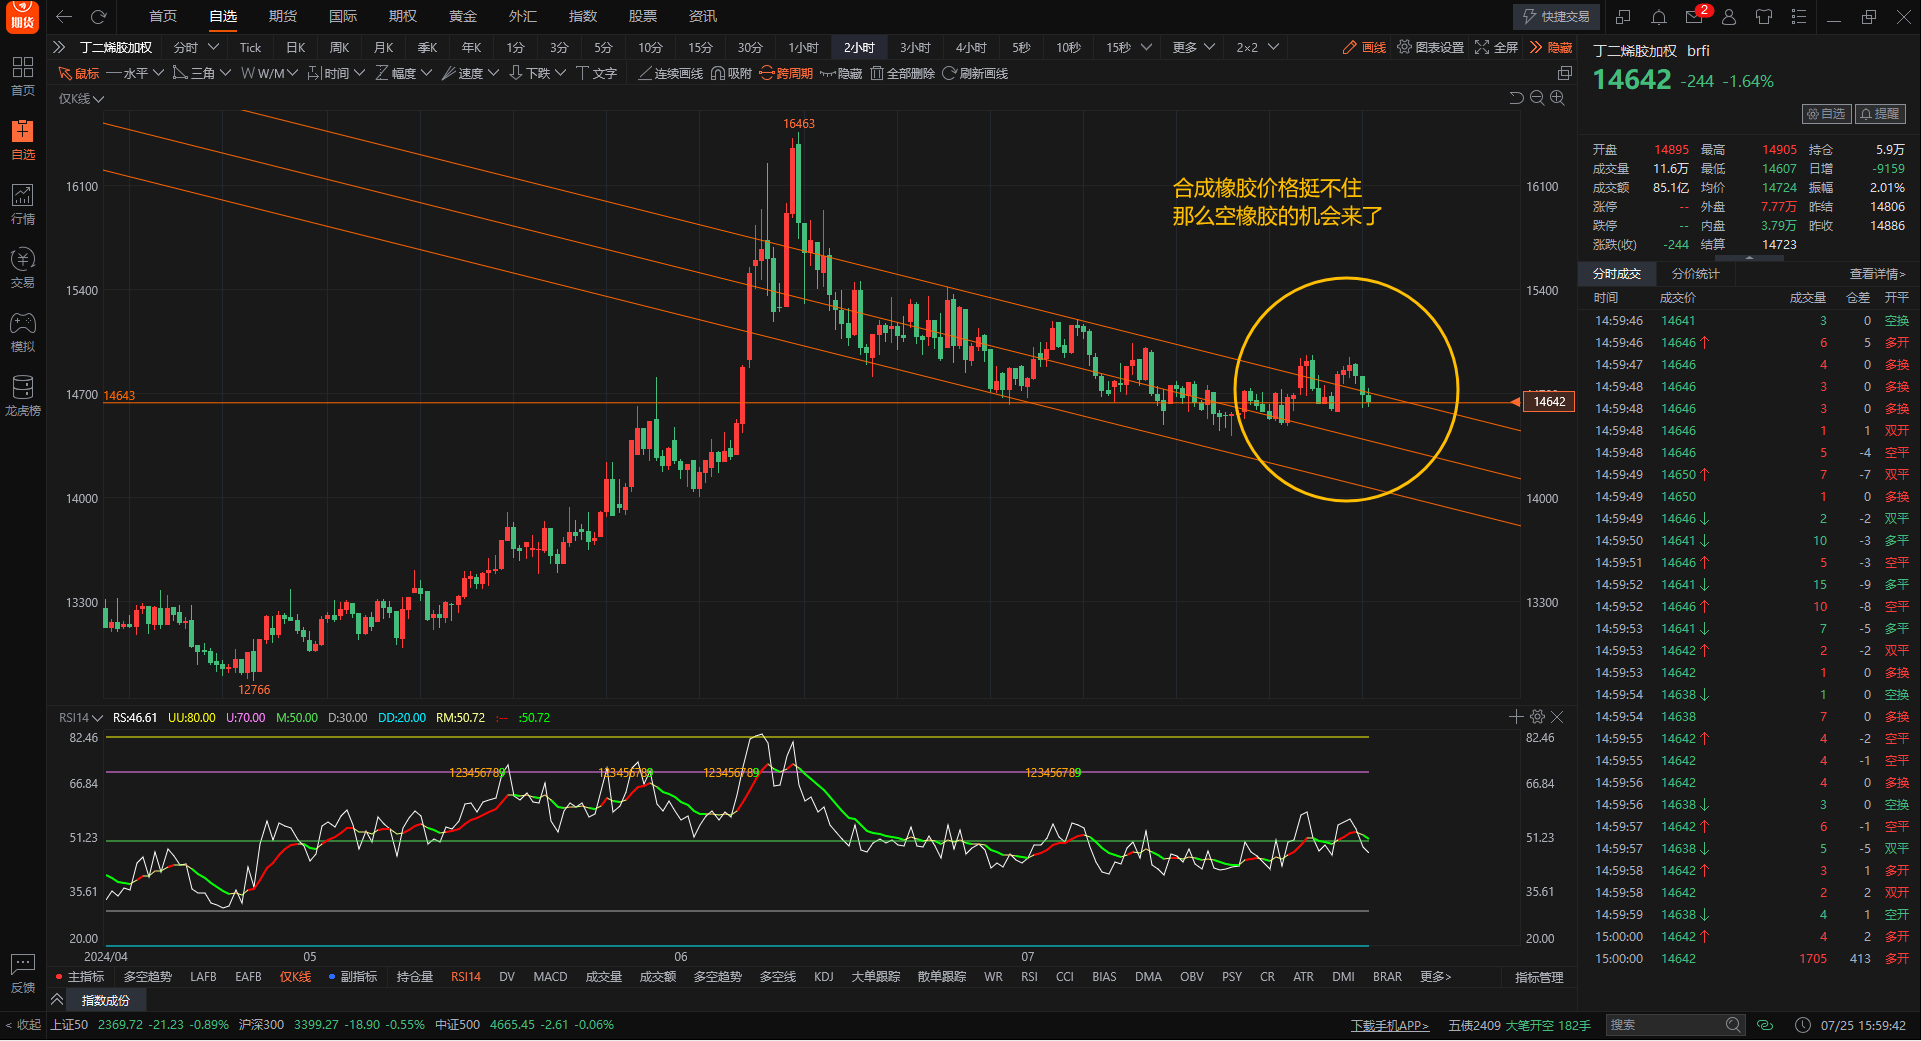 期货
首页 自选 期货 国际 期权 黄金 外汇 指数 股票 资讯
快捷交易 2
丁二烯胶加权 分时 Tick 日K 周K 月K 季K 年K 1分 3分 5分 10分 15分 30分 1小时 2小时 3小时 4小时 5秒 10秒 15秒 更多 2×2 画线 图表设置 全屏 隐藏
鼠标 水平 三角 W/M 时间 幅度 速度 下跌 文字 连续画线 吸附 跨周期 隐藏 全部删除 刷新画线
首页
自选
行情
交易
模拟
龙虎榜
反馈
< 收起
仅K线
16463
合成橡胶价格挺不住
那么空橡胶的机会来了
16100 16100
15400 15400
14700
14643
14642
14000 14000
13300 13300
12766
RSI14 RS:46.61 UU:80.00 U:70.00 M:50.00 D:30.00 DD:20.00 RM:50.72 :-- :50.72
82.46 82.46
123456789 123456789 123456789 123456789
66.84 66.84
51.23 51.23
35.61 35.61
20.00 20.00
2024/04 05 06 07
主指标 多空趋势 LAFB EAFB 仅K线 副指标 持仓量 RSI14 DV MACD 成交量 成交额 多空趋势 多空线 KDJ 大单跟踪 散单跟踪 WR RSI CCI BIAS DMA OBV PSY CR ATR DMI BRAR 更多> 指标管理
指数成份
上证50 2369.72 -21.23 -0.89% 沪深300 3399.27 -18.90 -0.55% 中证500 4665.45 -2.61 -0.06%
下载手机APP> 五债2409 大笔开空 182手 搜索 07/25 15:59:42
丁二烯胶加权 brfi
14642 -244 -1.64%
自选 提醒
开盘 14895 最高 14905 持仓 5.9万
成交量 11.6万 最低 14607 日增 -9159
成交额 85.1亿 均价 14724 振幅 2.01%
涨停 -- 外盘 7.77万 昨结 14806
跌停 -- 内盘 3.79万 昨收 14886
涨跌(收) -244 结算 14723
分时成交 分价统计 查看详情>
时间 成交价 成交量 仓差 开平
14:59:46 14641 3 0 空换
14:59:46 14646↑ 6 5 多开
14:59:47 14646 4 0 多换
14:59:48 14646 3 0 多换
14:59:48 14646 3 0 多换
14:59:48 14646 1 1 双开
14:59:48 14646 5 -4 空平
14:59:49 14650↑ 7 -7 双平
14:59:49 14650 1 0 多换
14:59:49 14646↓ 2 -2 双平
14:59:50 14641↓ 10 -3 多平
14:59:51 14646↑ 5 -3 空平
14:59:52 14641↓ 15 -9 多平
14:59:52 14646↑ 10 -8 空平
14:59:53 14641↓ 7 -5 多平
14:59:53 14642↑ 2 -2 双平
14:59:53 14642 1 0 多换
14:59:54 14638↓ 1 0 空换
14:59:54 14638 7 0 多换
14:59:55 14642↑ 4 -2 空平
14:59:55 14642 4 -1 空平
14:59:56 14642 4 0 多换
14:59:56 14638↓ 3 0 空换
14:59:57 14642↑ 6 -1 空平
14:59:57 14638↓ 5 -5 双平
14:59:58 14642↑ 3 1 多开
14:59:58 14642 2 2 双开
14:59:59 14638↓ 4 1 空开
15:00:00 14642↑ 4 2 多开
15:00:00 14642 1705 413 多开